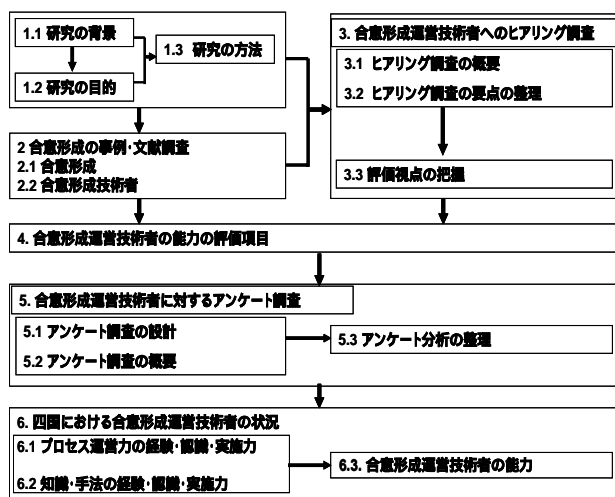 1.1 研究の背景
1.2 研究の目的
1.3 研究の方法
2 合意形成の事例・文献調査
2.1 合意形成
2.2 合意形成技術者
3. 合意形成運営技術者へのヒアリング調査
3.1 ヒアリング調査の概要
3.2 ヒアリング調査の要点の整理
3.3 評価視点の把握
4. 合意形成運営技術者の能力の評価項目
5. 合意形成運営技術者に対するアンケート調査
5.1 アンケート調査の設計
5.2 アンケート調査の概要
5.3 アンケート分析の整理
6. 四国における合意形成運営技術者の状況
6.1 プロセス運営力の経験・認識・実施力
6.2 知識・手法の経験・認識・実施力
6.3. 合意形成運営技術者の能力